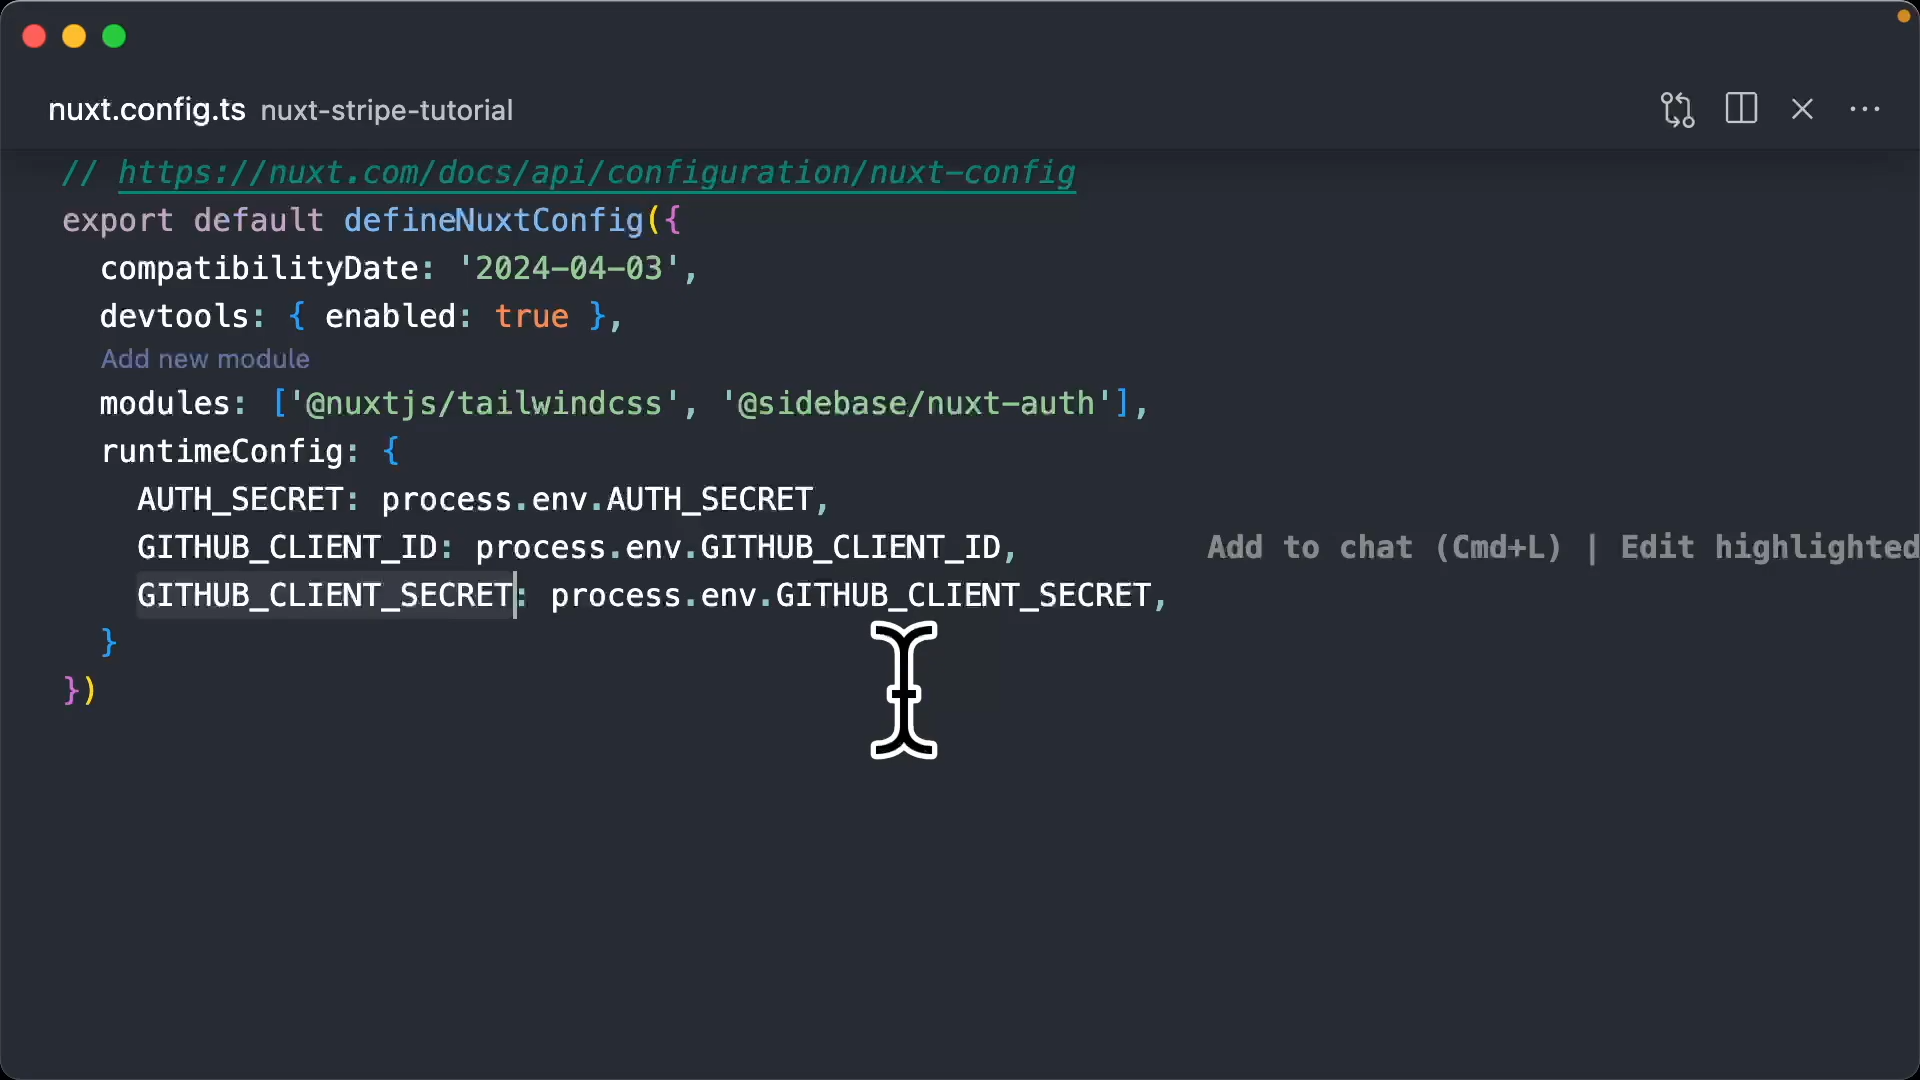 nuxt.config.ts nuxt-stripe-tutorial
// https://nuxt.com/docs/api/configuration/nuxt-config
export default defineNuxtConfig({
  compatibilityDate: '2024-04-03',
  devtools: { enabled: true },
  Add new module
  modules: ['@nuxtjs/tailwindcss', '@sidebase/nuxt-auth'],
  runtimeConfig: {
    AUTH_SECRET: process.env.AUTH_SECRET,
    GITHUB_CLIENT_ID: process.env.GITHUB_CLIENT_ID, Add to chat (Cmd+L) | Edit highlighted
    GITHUB_CLIENT_SECRET: process.env.GITHUB_CLIENT_SECRET,
  }
})